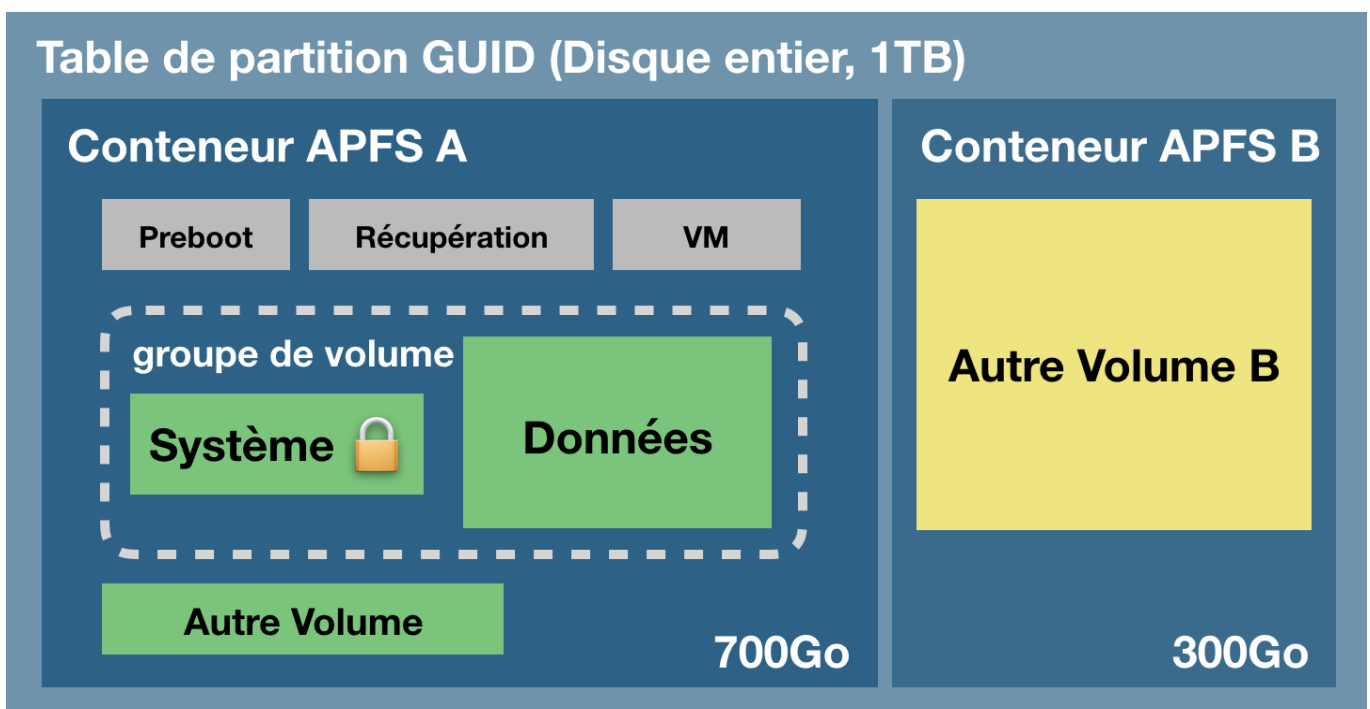 Table de partition GUID (Disque entier, 1TB)
Conteneur APFS A
Preboot
Récupération
VM
groupe de volume
Système
Données
Autre Volume
700Go
Conteneur APFS B
Autre Volume B
300Go